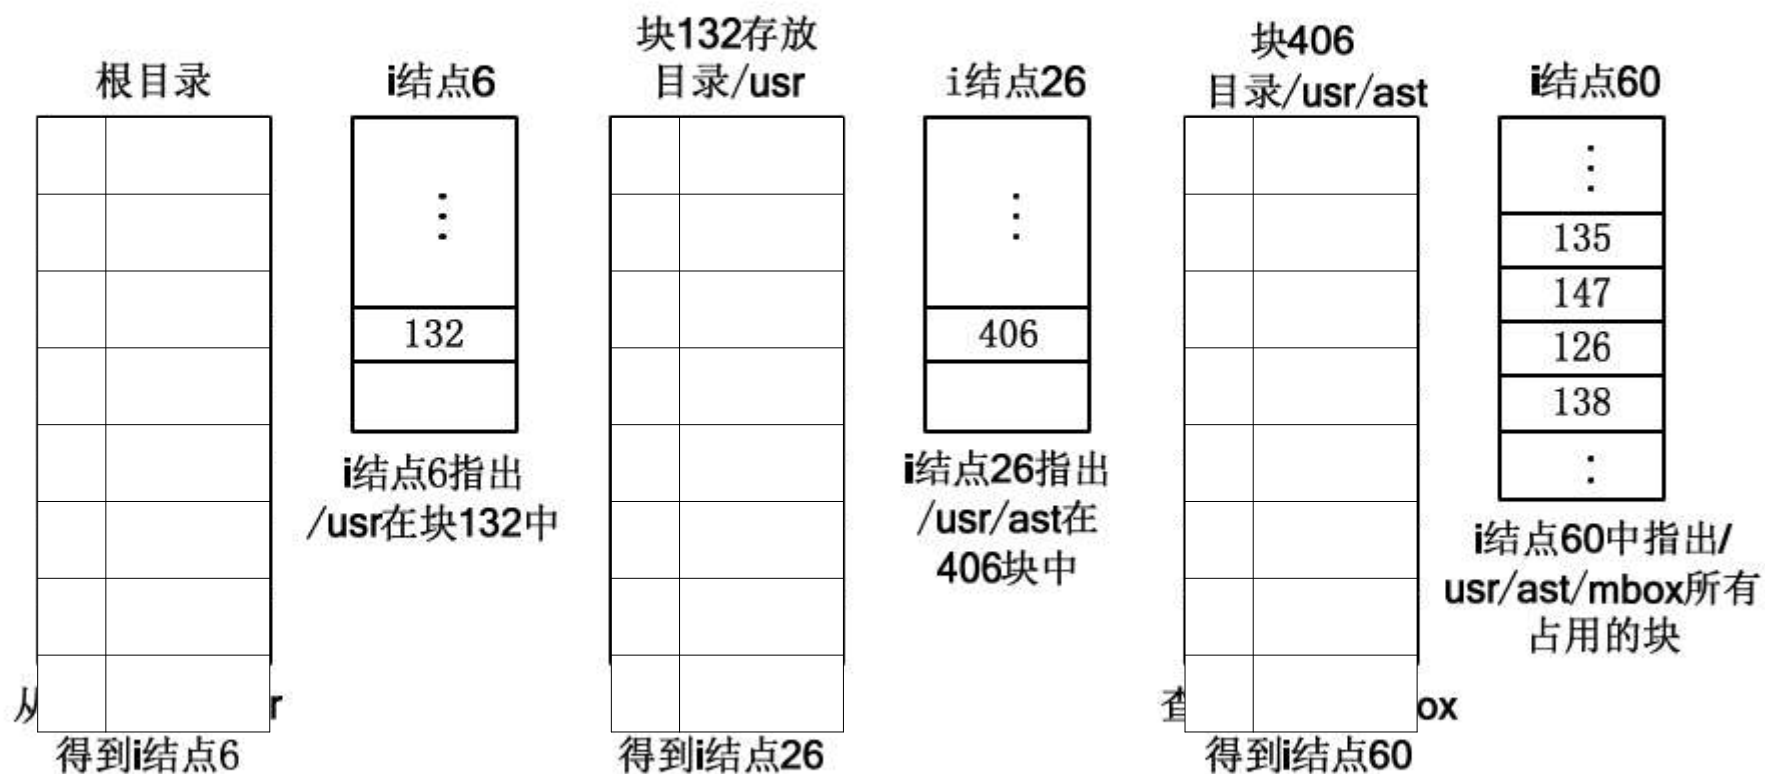 根目录
i结点6
块132存放
目录/usr
i结点26
块406
目录/usr/ast
i结点60
132
406
135
147
126
138
i结点6指出
/usr在块132中
i结点26指出
/usr/ast在
406块中
i结点60中指出/
usr/ast/mbox所有
占用的块
从
r
得到i结点6
得到i结点26
查
ox
得到i结点60